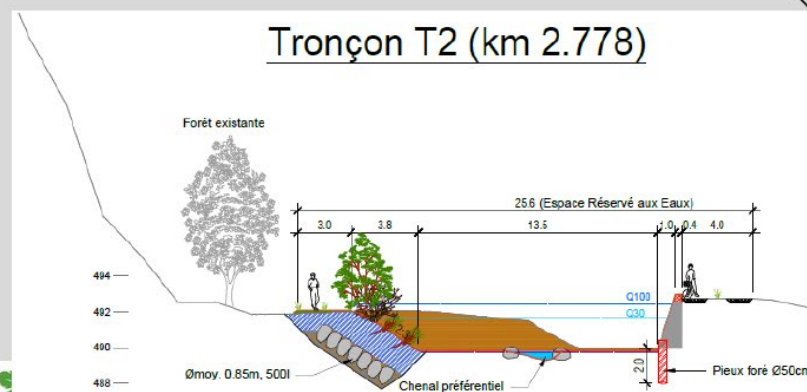 Tronçon T2 (km 2.778)
Forêt existante
25.6 (Espace Réservé aux Eaux)
3.0 3.8 13.5 1.0 0.4 4.0
494
492
490
488
Q100
Q30
2.0
Ømoy. 0.85m, 500l
Chenal préférentiel
Pieux foré Ø50cm